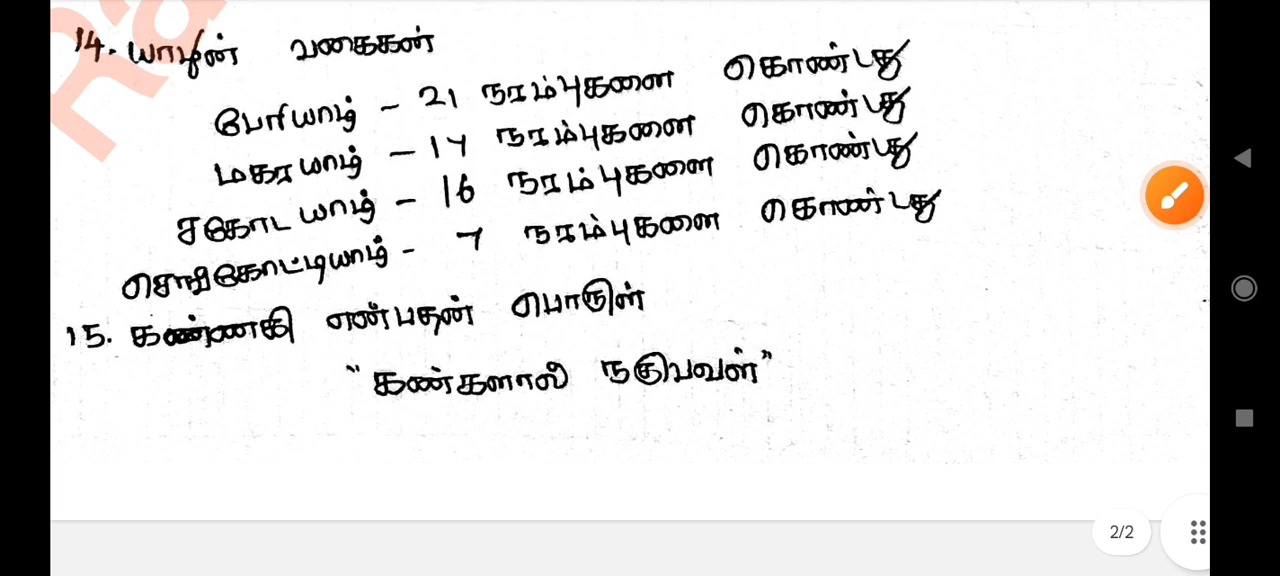 14. யாழின் வகைகள்
பேரியாழ் - 21 நரம்புகளை கொண்டது
மகரயாழ் - 17 நரம்புகளை கொண்டது
சகோடயாழ் - 16 நரம்புகளை கொண்டது
செங்கோட்டியாழ் - 7 நரம்புகளை கொண்டது
15. கண்ணகி என்பதன் பொருள்
"கண்களால் நகுபவள்"
2/2